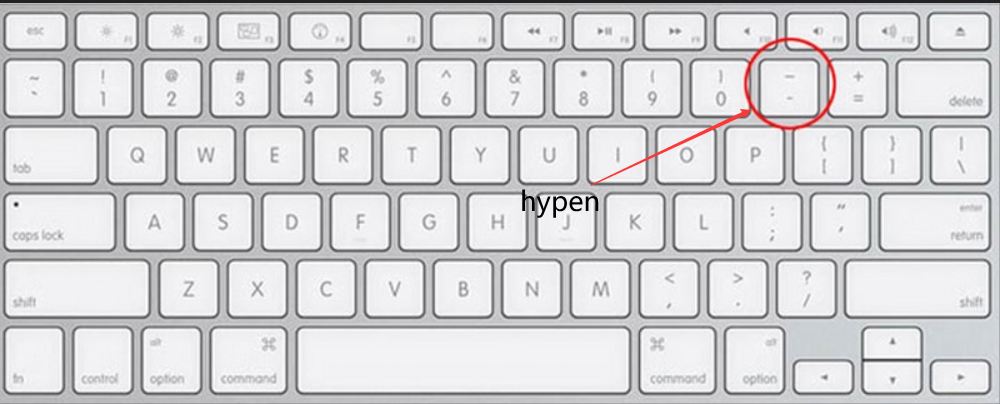 esc F1 F2 F3 F4 F5 F6 F7 F8 F9 F10 F11 F12
~ ! @ # $ % ^ & * ( ) – +
` 1 2 3 4 5 6 7 8 9 0 - = delete
tab Q W E R T Y U I O P { [ } ] | \
hypen
caps lock A S D F G H J K L : ; " ' enter return
shift Z X C V B N M < , > . ? / shift
fn control alt option ⌘ command ⌘ command alt option